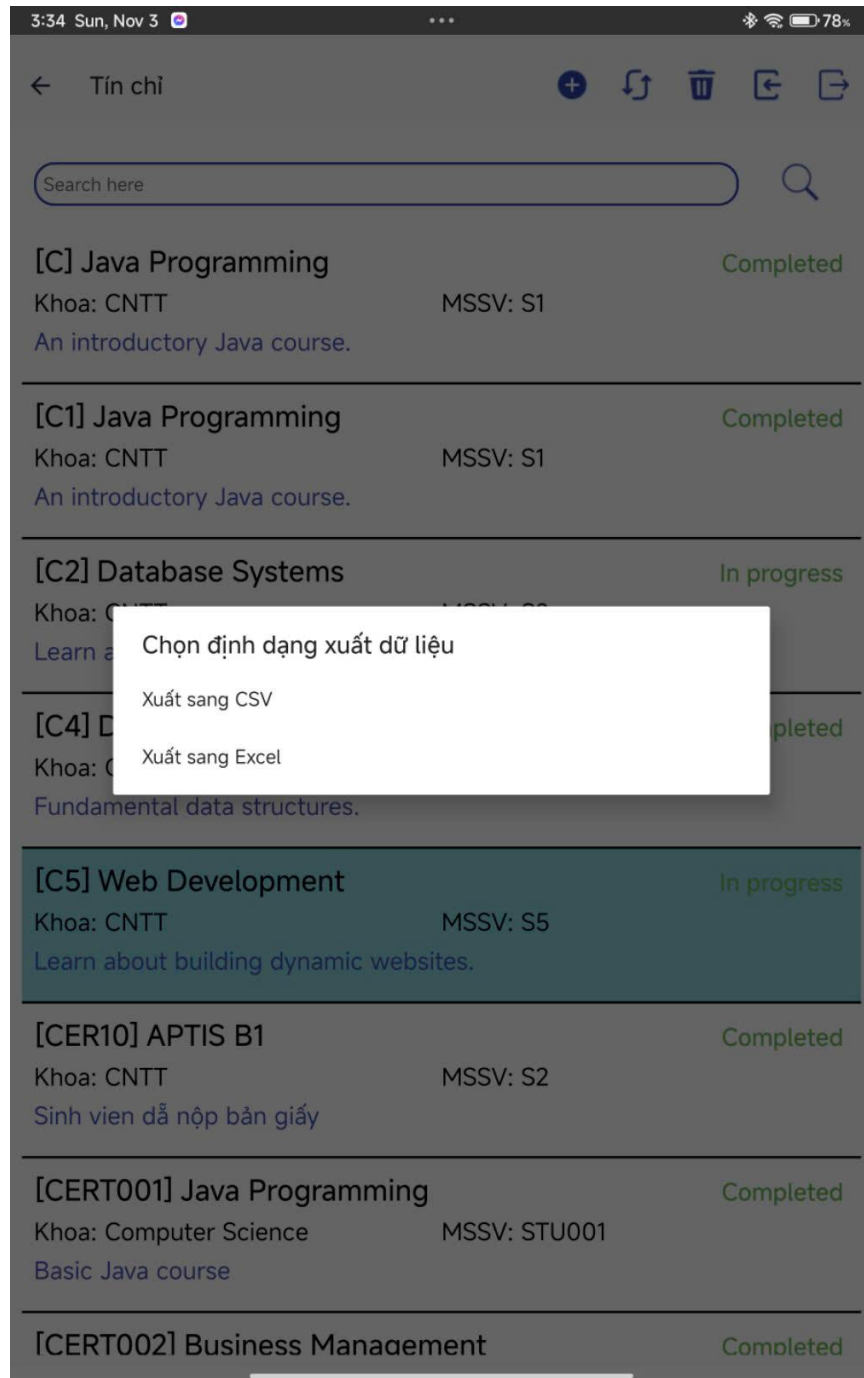 3:34 Sun, Nov 3
78%
Tín chỉ
Search here
[C] Java Programming Completed
Khoa: CNTT MSSV: S1
An introductory Java course.
[C1] Java Programming Completed
Khoa: CNTT MSSV: S1
An introductory Java course.
[C2] Database Systems In progress
Khoa:
Learn
Chọn định dạng xuất dữ liệu
Xuất sang CSV
Xuất sang Excel
[C4]
Khoa:
Fundamental data structures.
[C5] Web Development In progress
Khoa: CNTT MSSV: S5
Learn about building dynamic websites.
[CER10] APTIS B1 Completed
Khoa: CNTT MSSV: S2
Sinh vien dẫ nộp bản giấy
[CERT001] Java Programming Completed
Khoa: Computer Science MSSV: STU001
Basic Java course
[CERT002] Business Management Completed